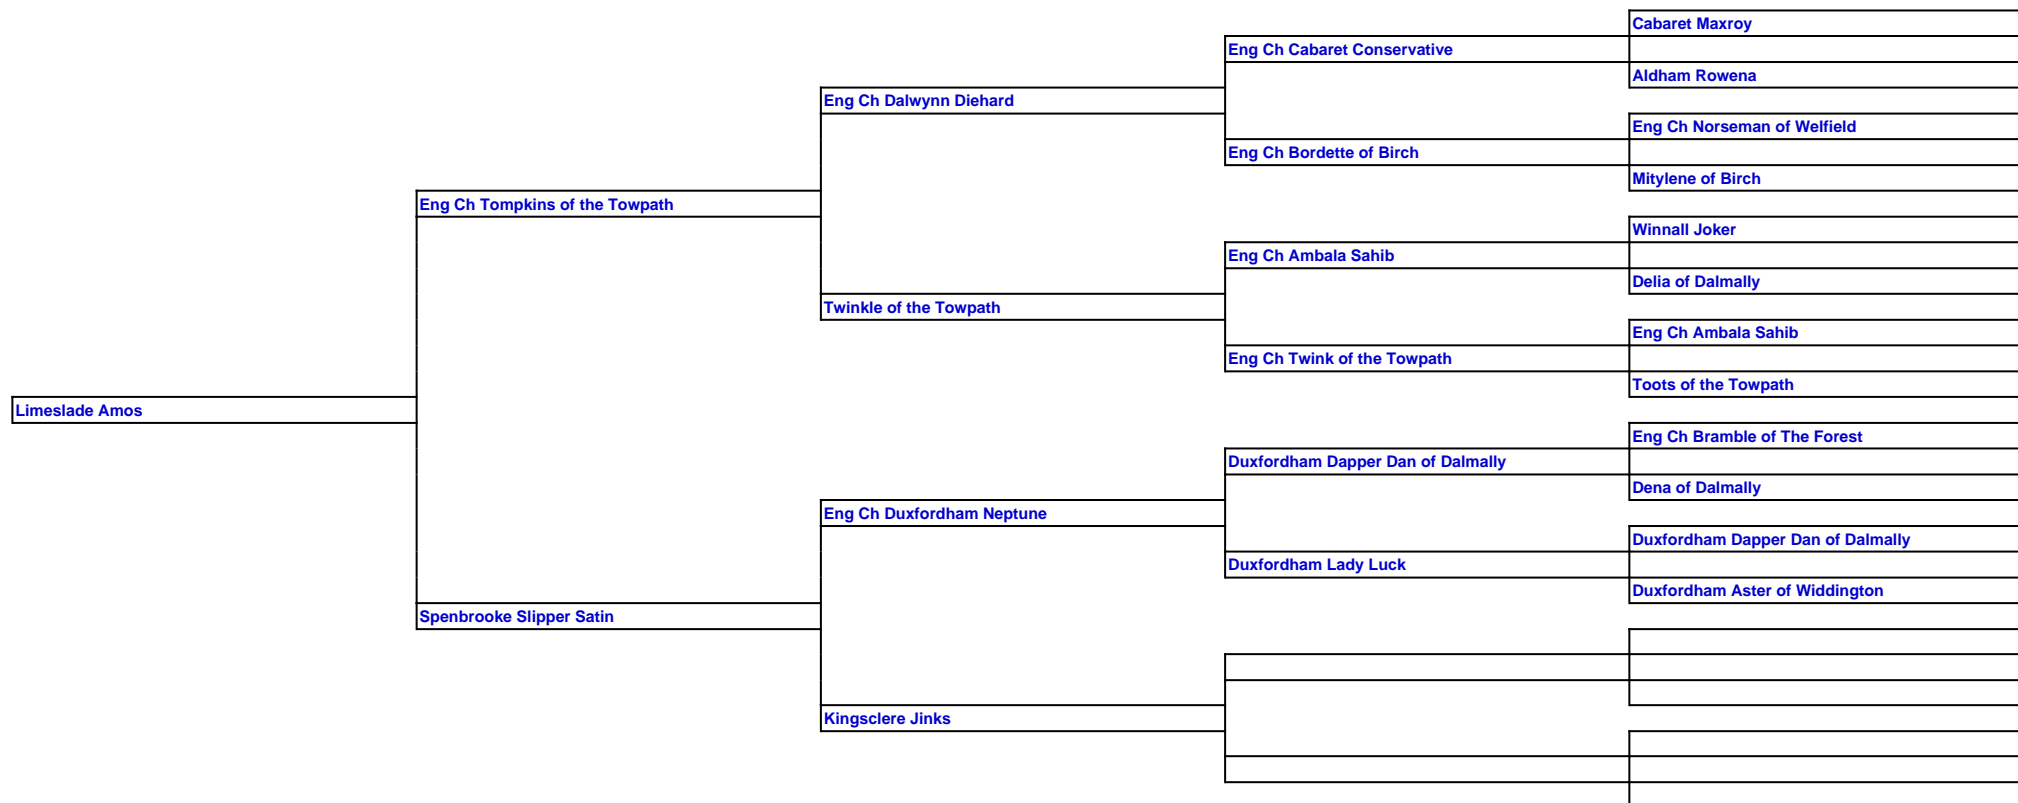 Cabaret Maxroy
Eng Ch Cabaret Conservative
Aldham Rowena
Eng Ch Dalwynn Diehard
Eng Ch Norseman of Welfield
Eng Ch Bordette of Birch
Mitylene of Birch
Eng Ch Tompkins of the Towpath
Winnall Joker
Eng Ch Ambala Sahib
Delia of Dalmally
Twinkle of the Towpath
Eng Ch Ambala Sahib
Eng Ch Twink of the Towpath
Toots of the Towpath
Limeslade Amos
Eng Ch Bramble of The Forest
Duxfordham Dapper Dan of Dalmally
Dena of Dalmally
Eng Ch Duxfordham Neptune
Duxfordham Dapper Dan of Dalmally
Duxfordham Lady Luck
Duxfordham Aster of Widdington
Spenbrooke Slipper Satin
Kingsclere Jinks